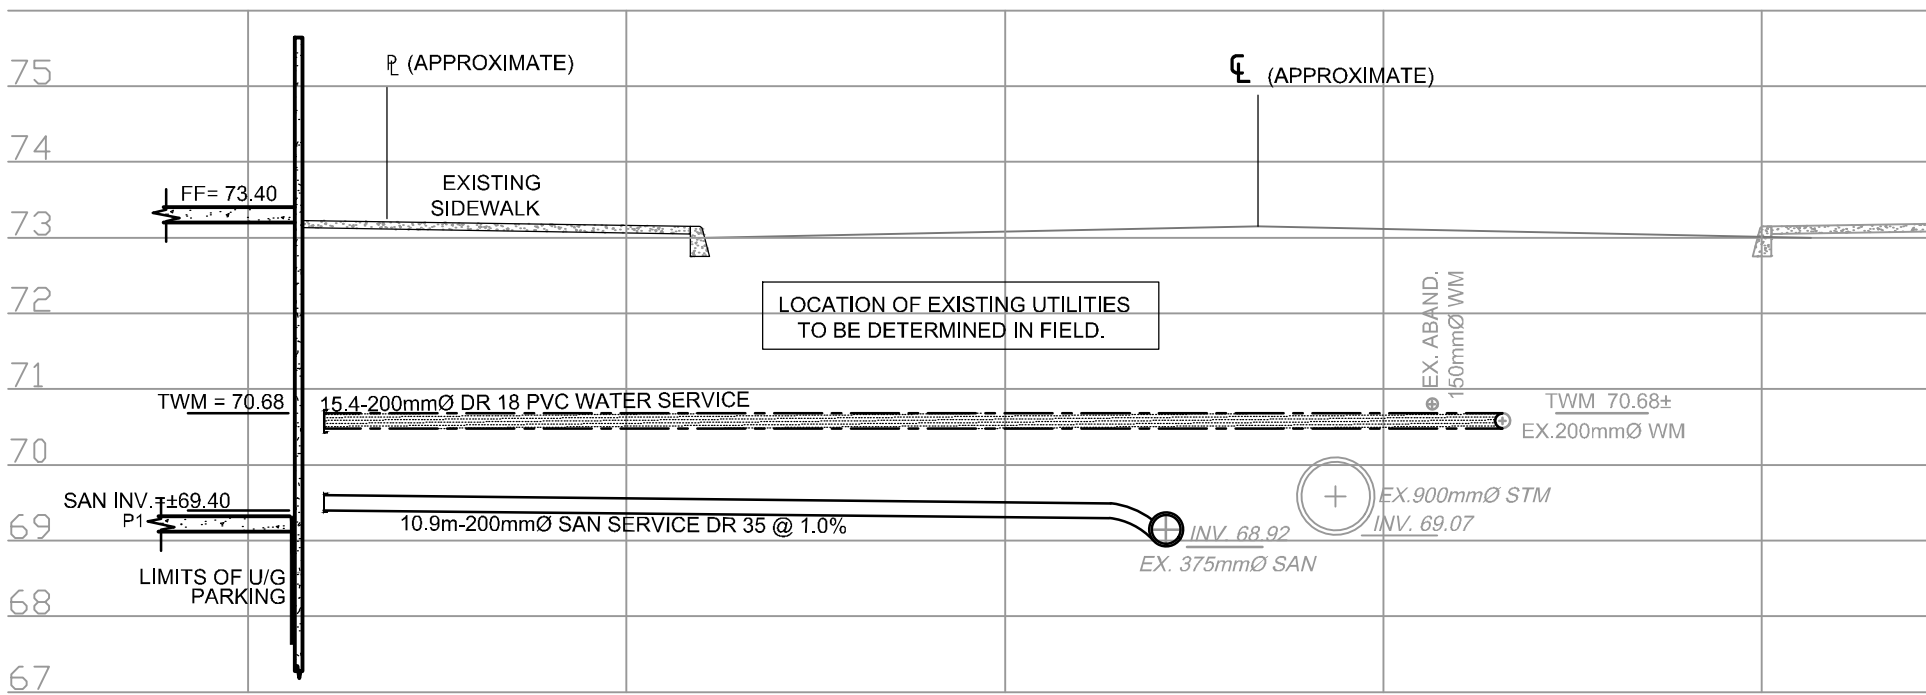 75
74
73
72
71
70
69
68
67
℄ (APPROXIMATE)
(APPROXIMATE)
FF= 73.40
EXISTING
SIDEWALK
LOCATION OF EXISTING UTILITIES
TO BE DETERMINED IN FIELD.
EX. ABAND.
150mmØ WM
TWM = 70.68
15.4-200mmØ DR 18 PVC WATER SERVICE
TWM 70.68±
EX.200mmØ WM
SAN INV.=±69.40
P1
10.9m-200mmØ SAN SERVICE DR 35 @ 1.0%
EX.900mmØ STM
INV. 69.07
INV. 68.92
EX. 375mmØ SAN
LIMITS OF U/G
PARKING